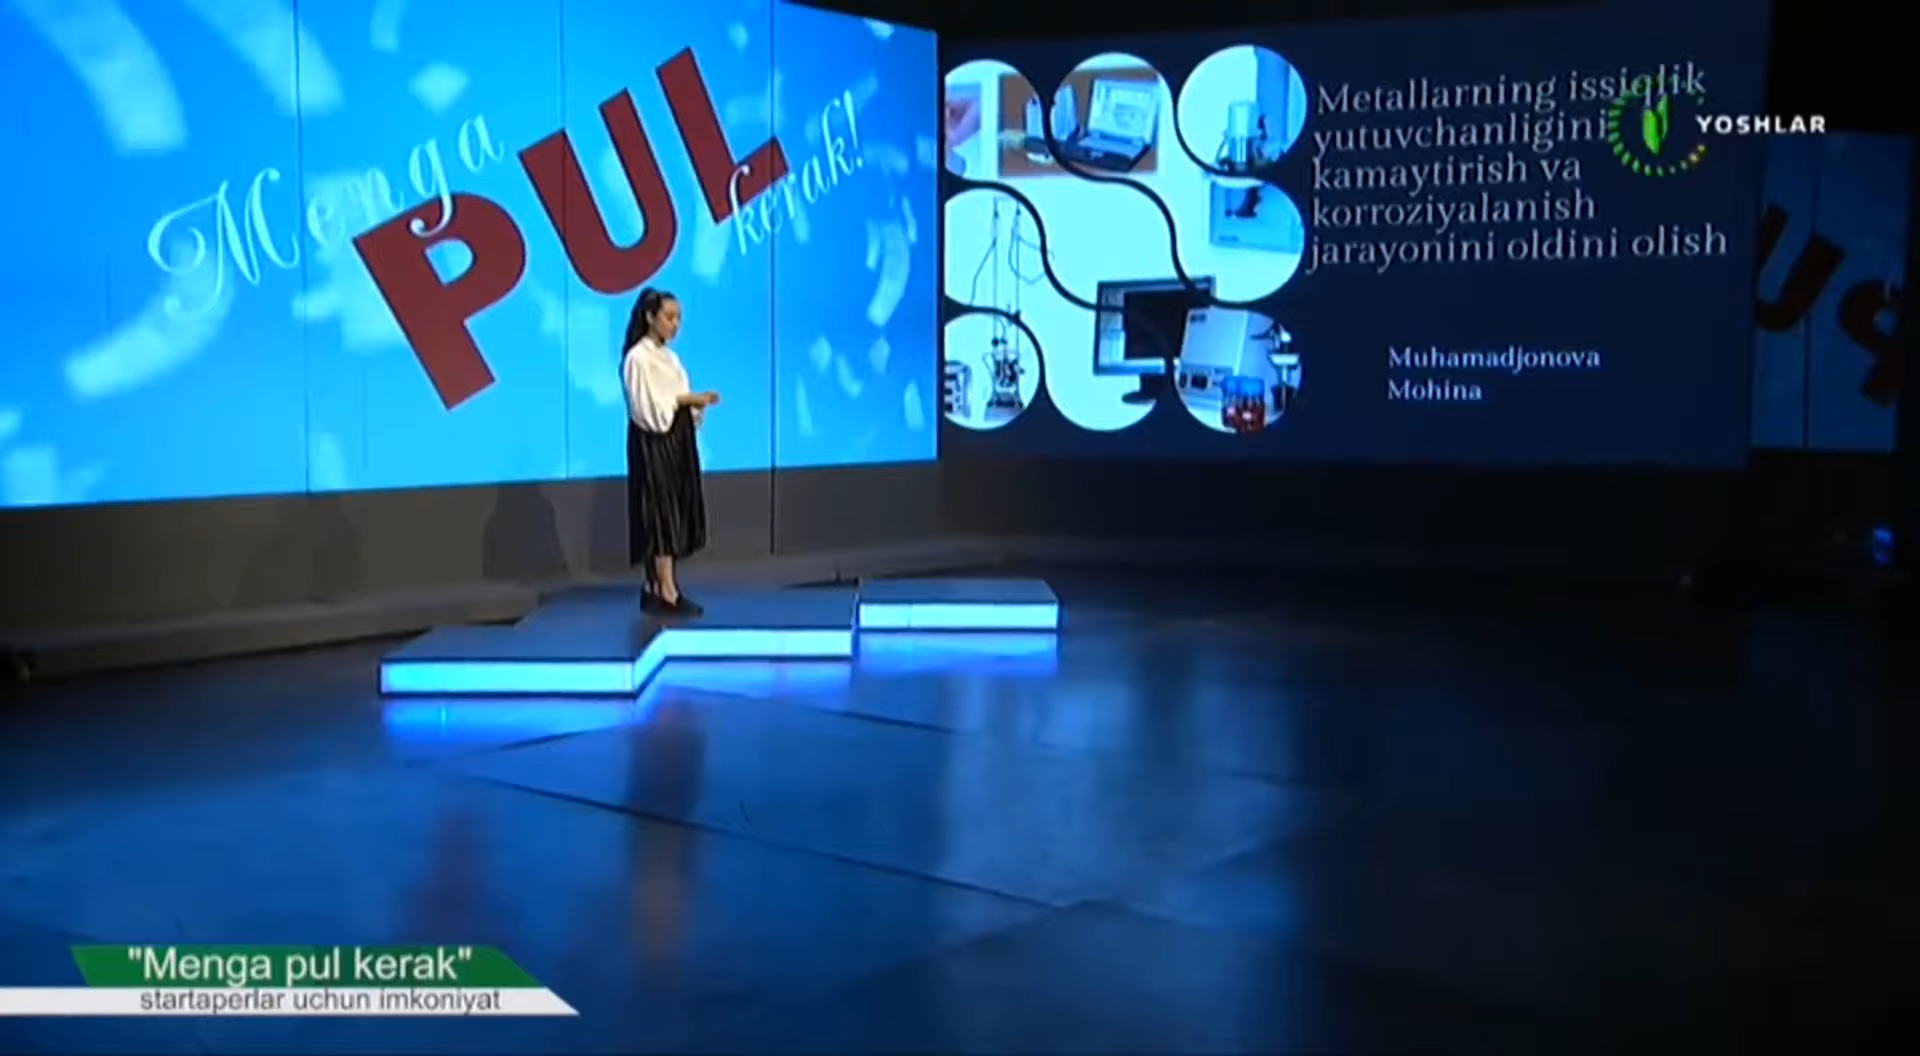 Menga
PUL
kerak!
Metallarning issiqlik
yutuvchanligini
kamaytirish va
korroziyalanish
jarayonini oldini olish
YOSHLAR
Muhamadjonova
Mohina
"Menga pul kerak"
startaperlar uchun imkoniyat